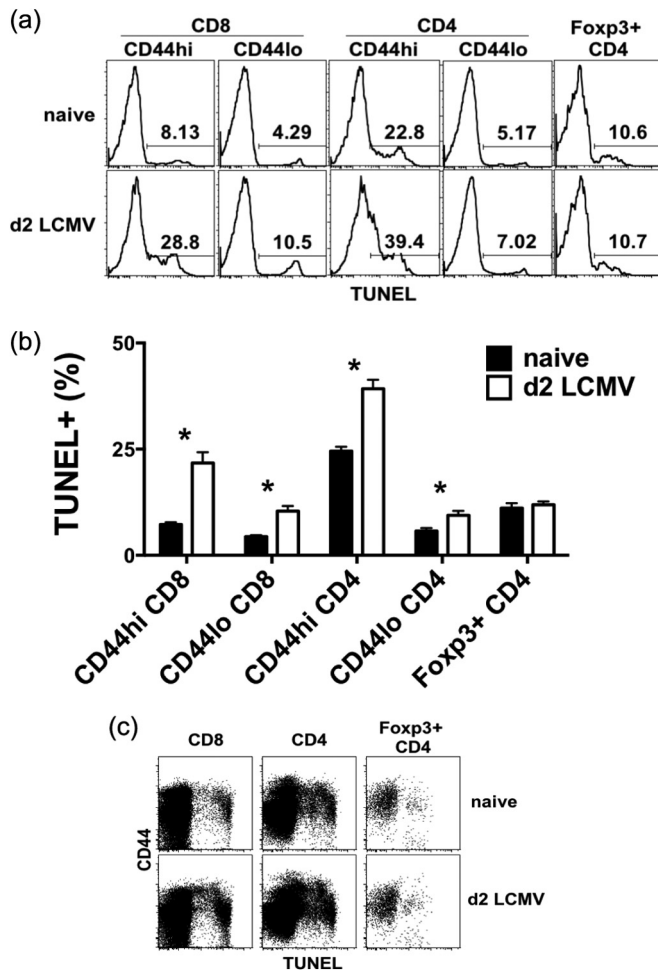 (a)
CD8 CD4 Foxp3+
CD44hi CD44lo CD44hi CD44lo CD4
naive 8.13 4.29 22.8 5.17 10.6
d2 LCMV 28.8 10.5 39.4 7.02 10.7
TUNEL
(b)
50
25
0
TUNEL+ (%)
naive
d2 LCMV
* * * *
CD44hi CD8
CD44lo CD8
CD44hi CD4
CD44lo CD4
Foxp3+ CD4
(c)
CD8 CD4 Foxp3+
CD4
naive
CD44
d2 LCMV
TUNEL